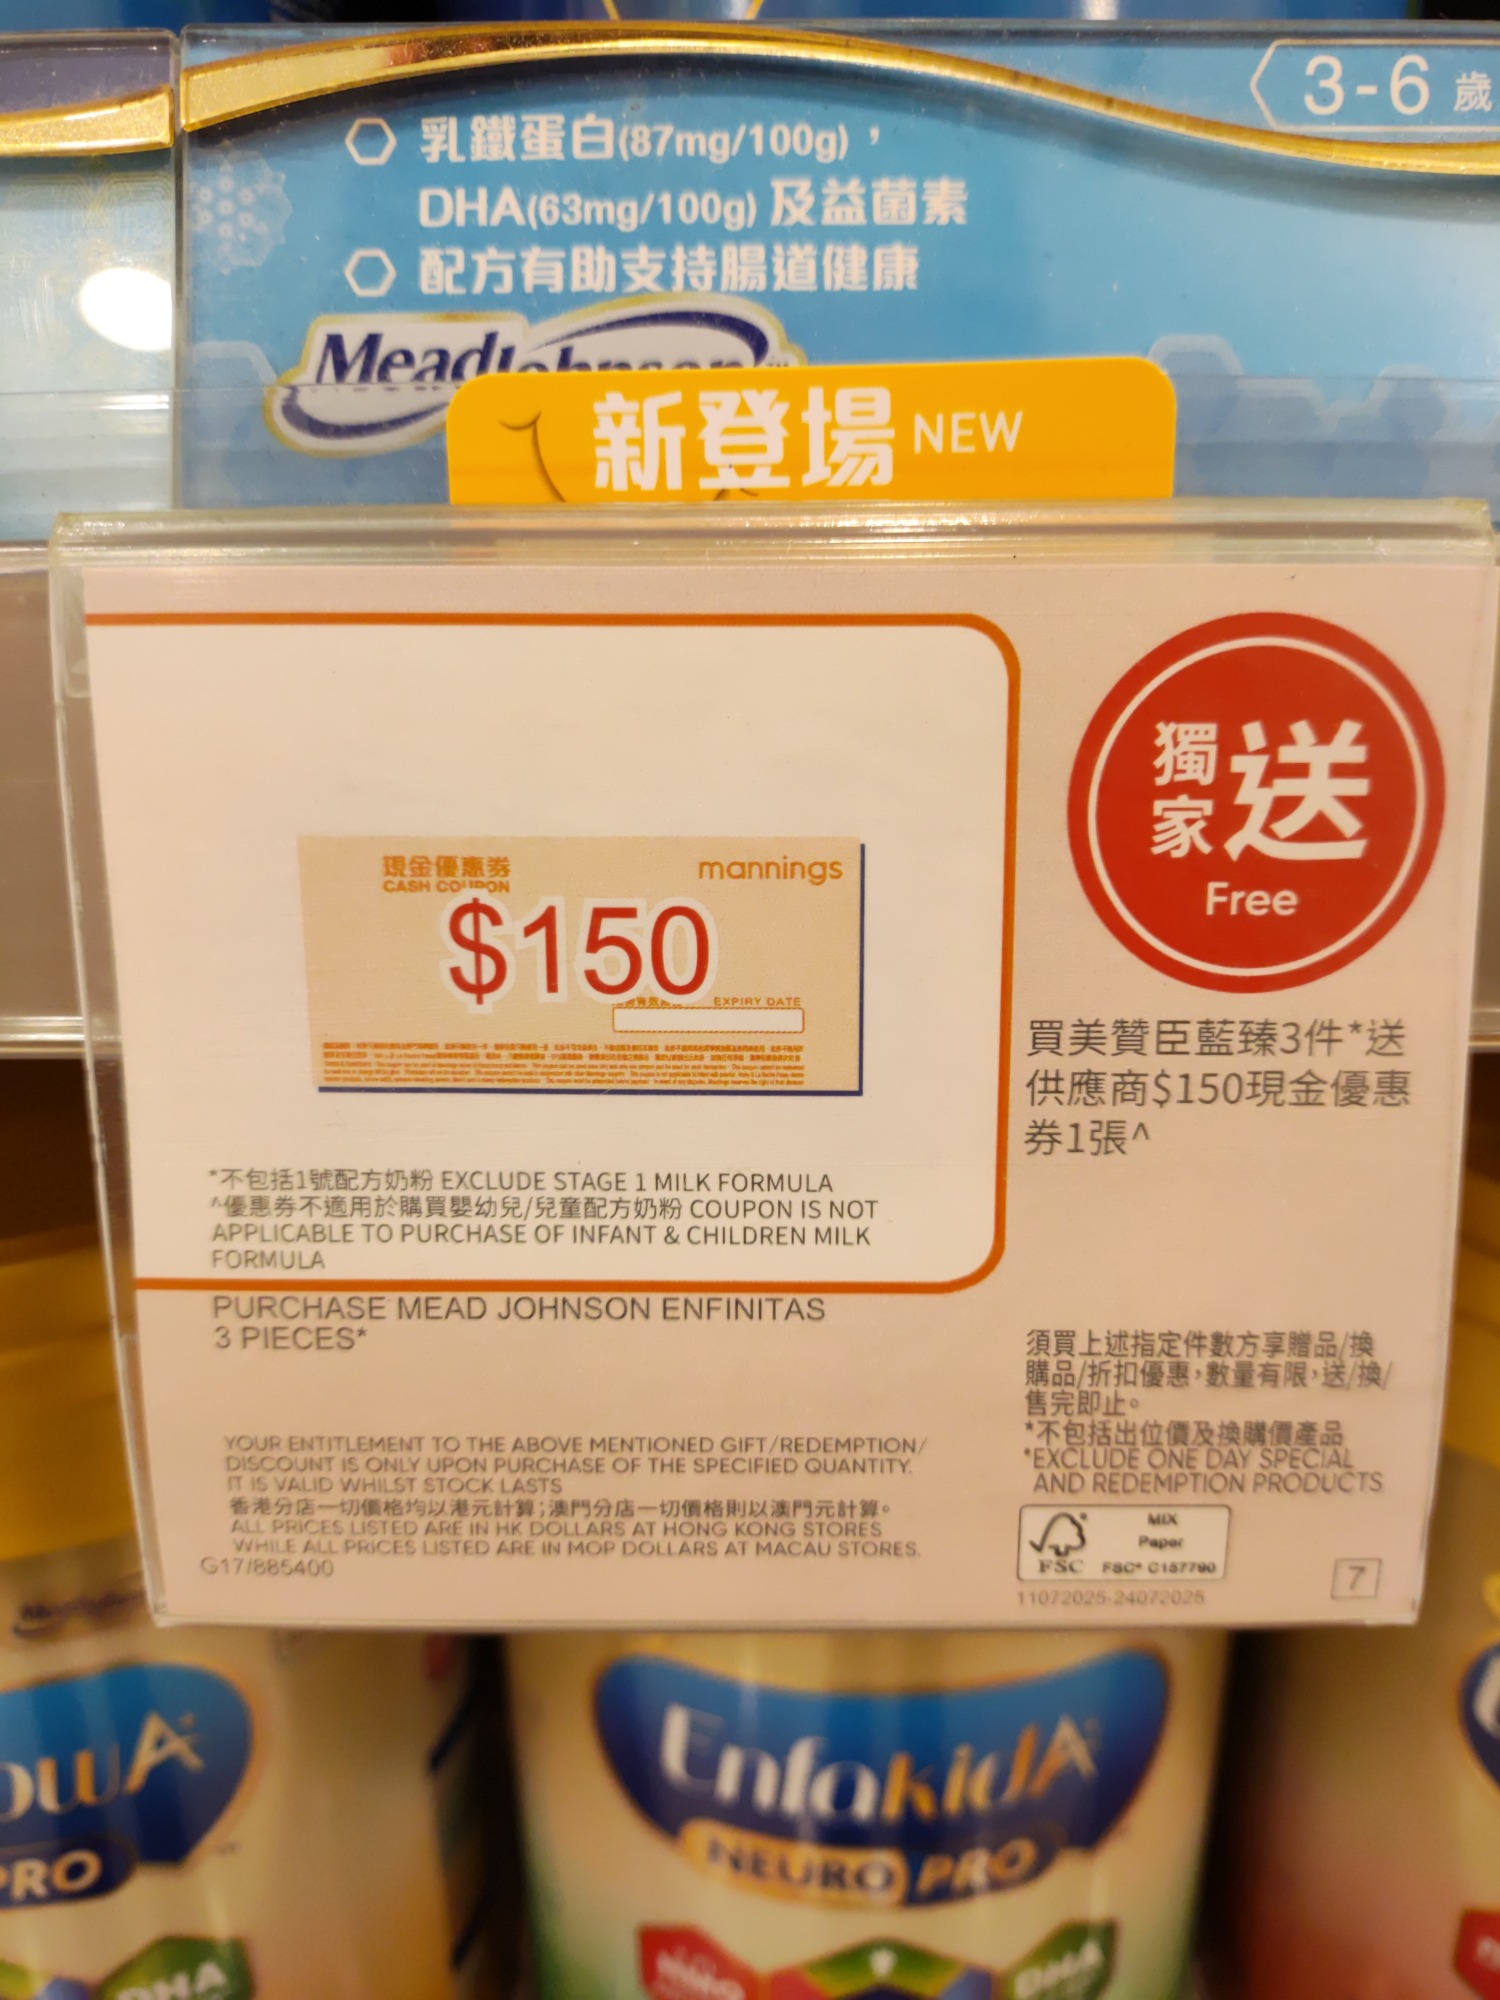 3-6 歲
乳鐵蛋白(87mg/100g)，
DHA(63mg/100g) 及益菌素
配方有助支持腸道健康
MeadJohnson
新登場 NEW
獨家送
Free
現金優惠券
CASH COUPON
mannings
$150
EXPIRY DATE
買美贊臣藍臻3件*送
供應商$150現金優惠
券1張^
*不包括1號配方奶粉 EXCLUDE STAGE 1 MILK FORMULA
^優惠券不適用於購買嬰幼兒/兒童配方奶粉 COUPON IS NOT
APPLICABLE TO PURCHASE OF INFANT & CHILDREN MILK
FORMULA
PURCHASE MEAD JOHNSON ENFINITAS
3 PIECES*
須買上述指定件數方享贈品/換
購品/折扣優惠，數量有限，送/換/
售完即止。
*不包括出位價及換購價產品
*EXCLUDE ONE DAY SPECIAL
AND REDEMPTION PRODUCTS
YOUR ENTITLEMENT TO THE ABOVE MENTIONED GIFT/REDEMPTION/
DISCOUNT IS ONLY UPON PURCHASE OF THE SPECIFIED QUANTITY.
IT IS VALID WHILST STOCK LASTS
香港分店一切價格均以港元計算；澳門分店一切價格則以澳門元計算。
ALL PRICES LISTED ARE IN HK DOLLARS AT HONG KONG STORES
WHILE ALL PRICES LISTED ARE IN MOP DOLLARS AT MACAU STORES.
G17/885400
FSC
MIX
Paper
FSC® C157790
11072025-24072025
7
owA
PRO
EnfakidA
NEURO PRO
DHA
DHA